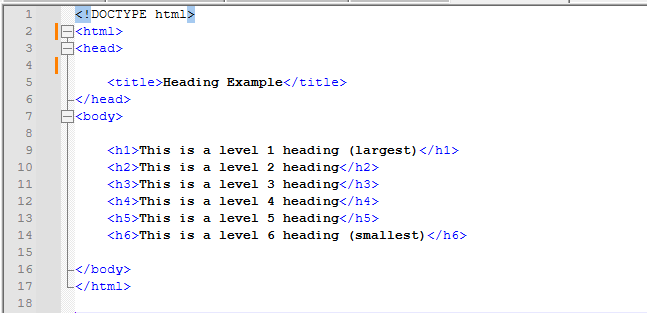 1 <!DOCTYPE html>
2 <html>
3 <head>
4
5 <title>Heading Example</title>
6 </head>
7 <body>
8
9 <h1>This is a level 1 heading (largest)</h1>
10 <h2>This is a level 2 heading</h2>
11 <h3>This is a level 3 heading</h3>
12 <h4>This is a level 4 heading</h4>
13 <h5>This is a level 5 heading</h5>
14 <h6>This is a level 6 heading (smallest)</h6>
15
16 </body>
17 </html>
18